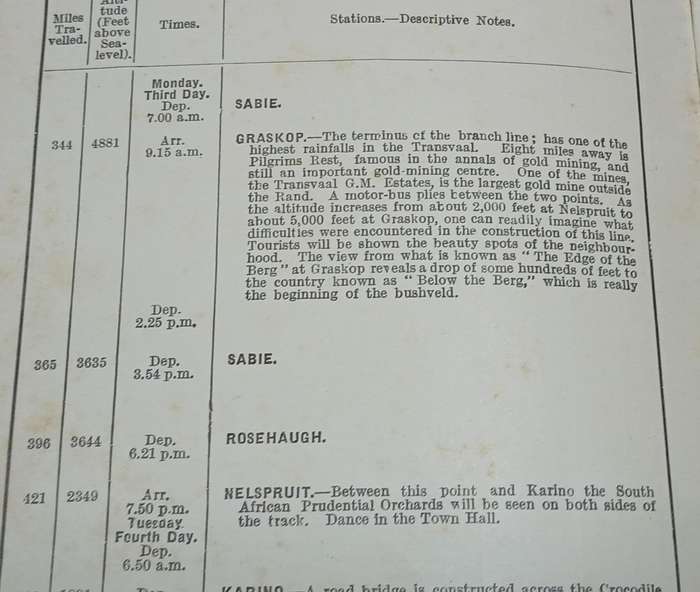 Miles
Tra-
velled.
tude
(Feet
above
Sea-
level).
Times.
Stations.—Descriptive Notes.
Monday.
Third Day.
Dep.
7.00 a.m.
SABIE.
344
4881
Arr.
9.15 a.m.
GRASKOP.—The terminus of the branch line; has one of the
highest rainfalls in the Transvaal. Eight miles away is
Pilgrims Rest, famous in the annals of gold mining, and
still an important gold-mining centre. One of the mines,
the Transvaal G.M. Estates, is the largest gold mine outside
the Rand. A motor-bus plies between the two points. As
the altitude increases from about 2,000 feet at Nelspruit to
about 5,000 feet at Graskop, one can readily imagine what
difficulties were encountered in the construction of this line.
Tourists will be shown the beauty spots of the neighbour-
hood. The view from what is known as "The Edge of the
Berg" at Graskop reveals a drop of some hundreds of feet to
the country known as "Below the Berg," which is really
the beginning of the bushveld.
Dep.
2.25 p.m.
365
3635
Dep.
3.54 p.m.
SABIE.
396
3644
Dep.
6.21 p.m.
ROSEHAUGH.
421
2349
Arr.
7.50 p.m.
Tuesday
Fourth Day.
Dep.
6.50 a.m.
NELSPRUIT.—Between this point and Karino the South
African Prudential Orchards will be seen on both sides of
the track. Dance in the Town Hall.
KARINO.—A road bridge is constructed across the Crocodile